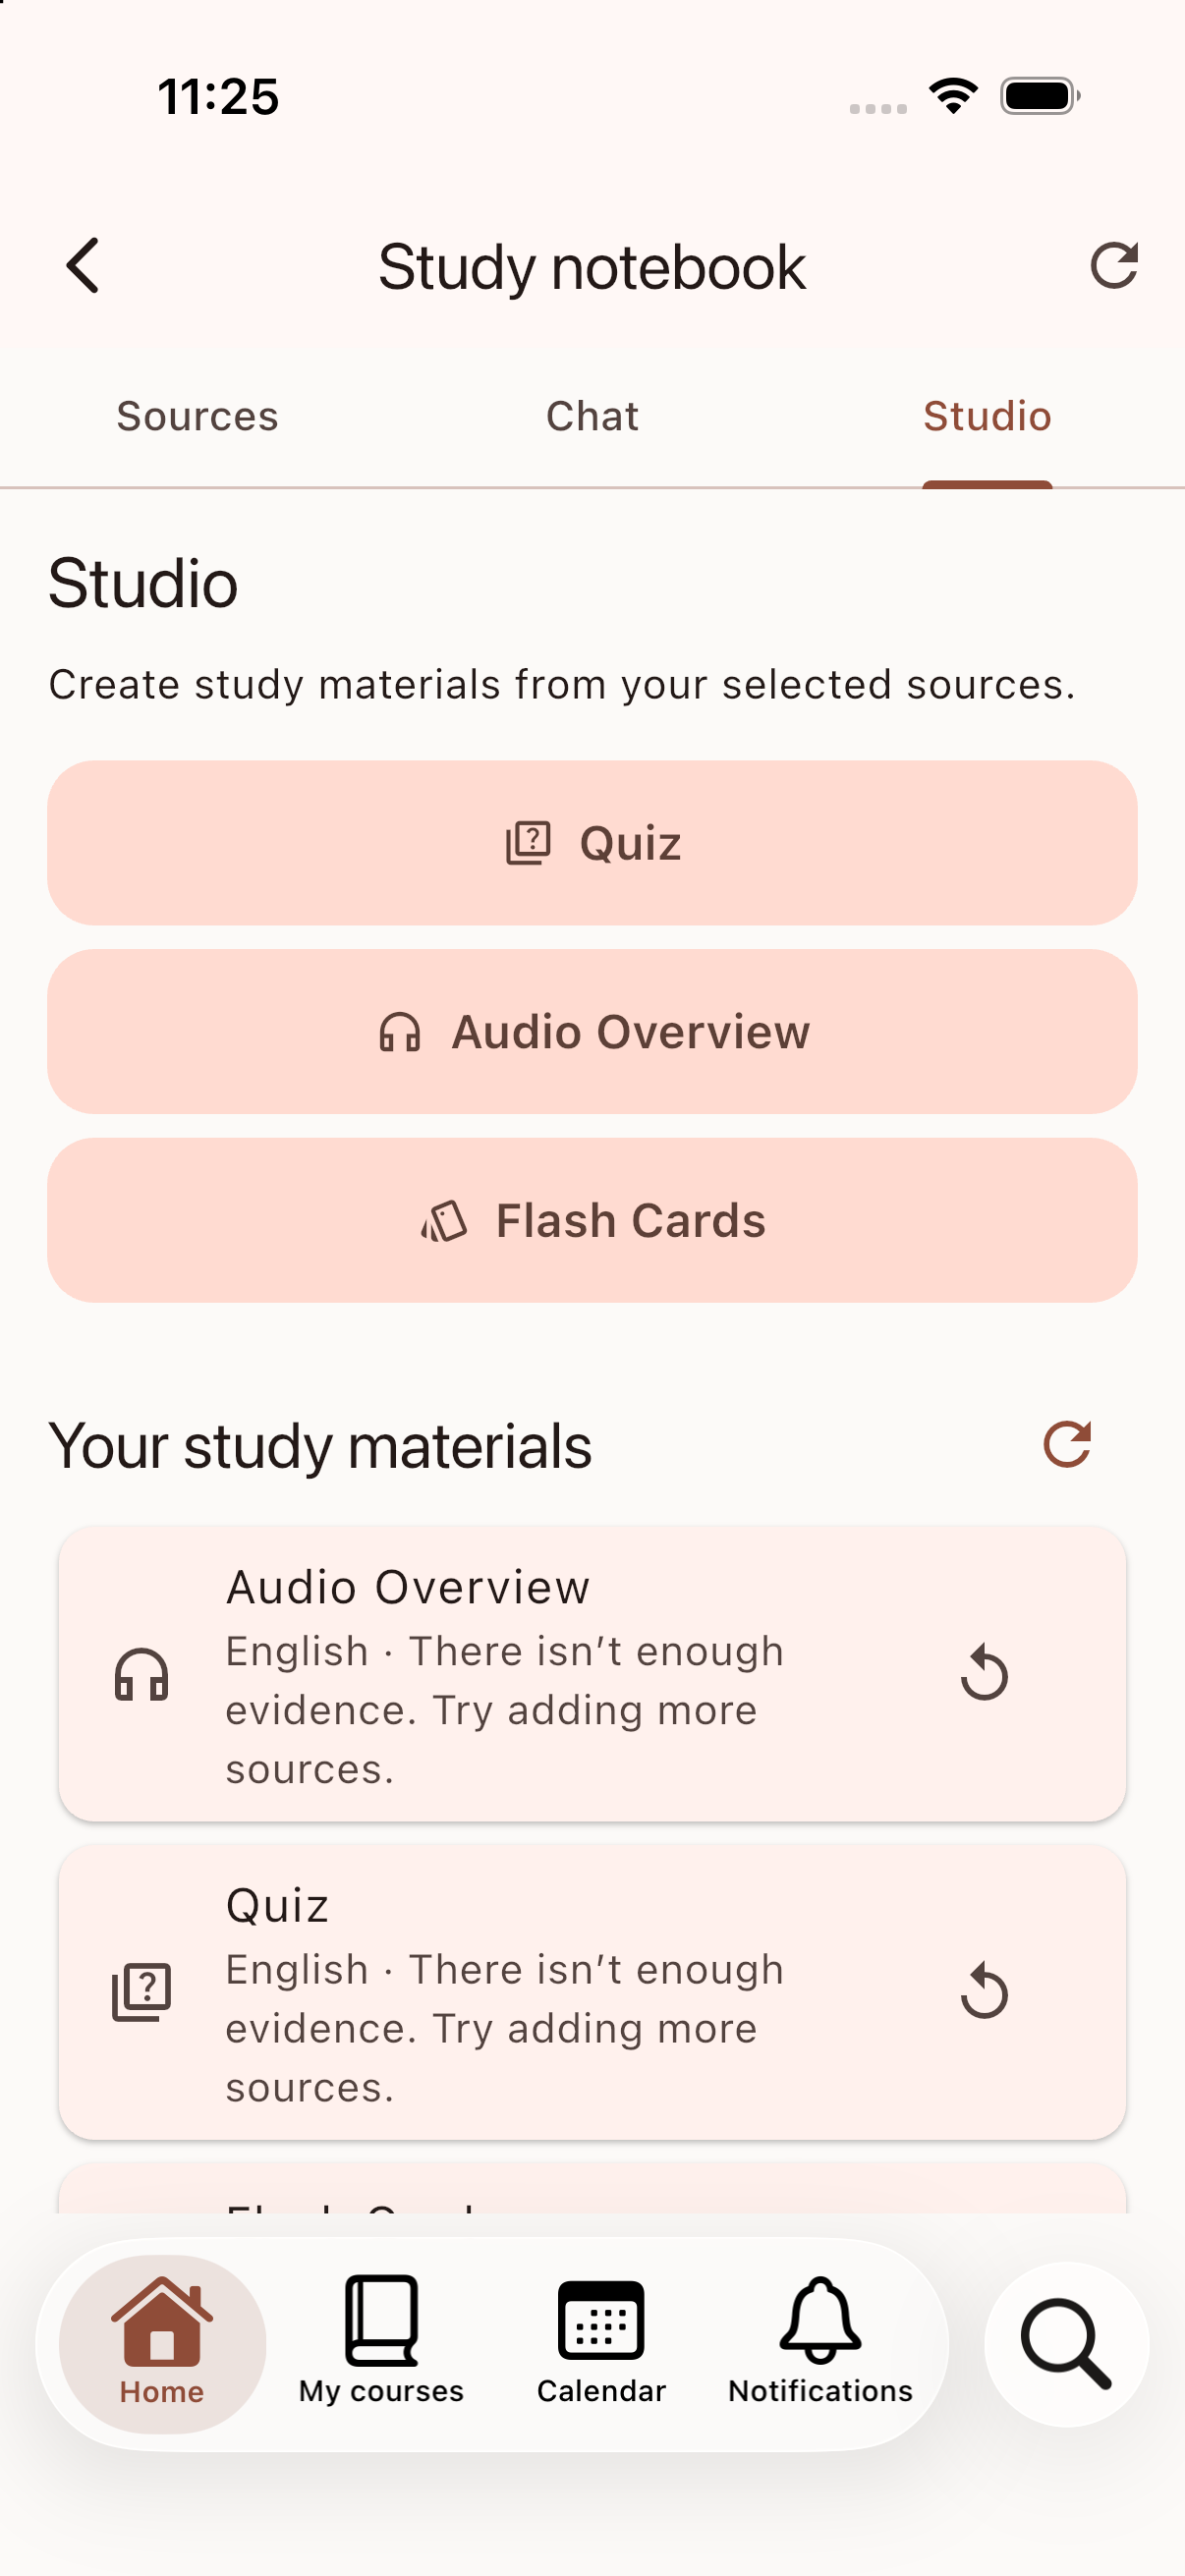 11:25
Study notebook
Sources
Chat
Studio
Studio
Create study materials from your selected sources.
Quiz
Audio Overview
Flash Cards
Your study materials
Audio Overview
English · There isn’t enough
evidence. Try adding more
sources.
Quiz
English · There isn’t enough
evidence. Try adding more
sources.
Home
My courses
Calendar
Notifications